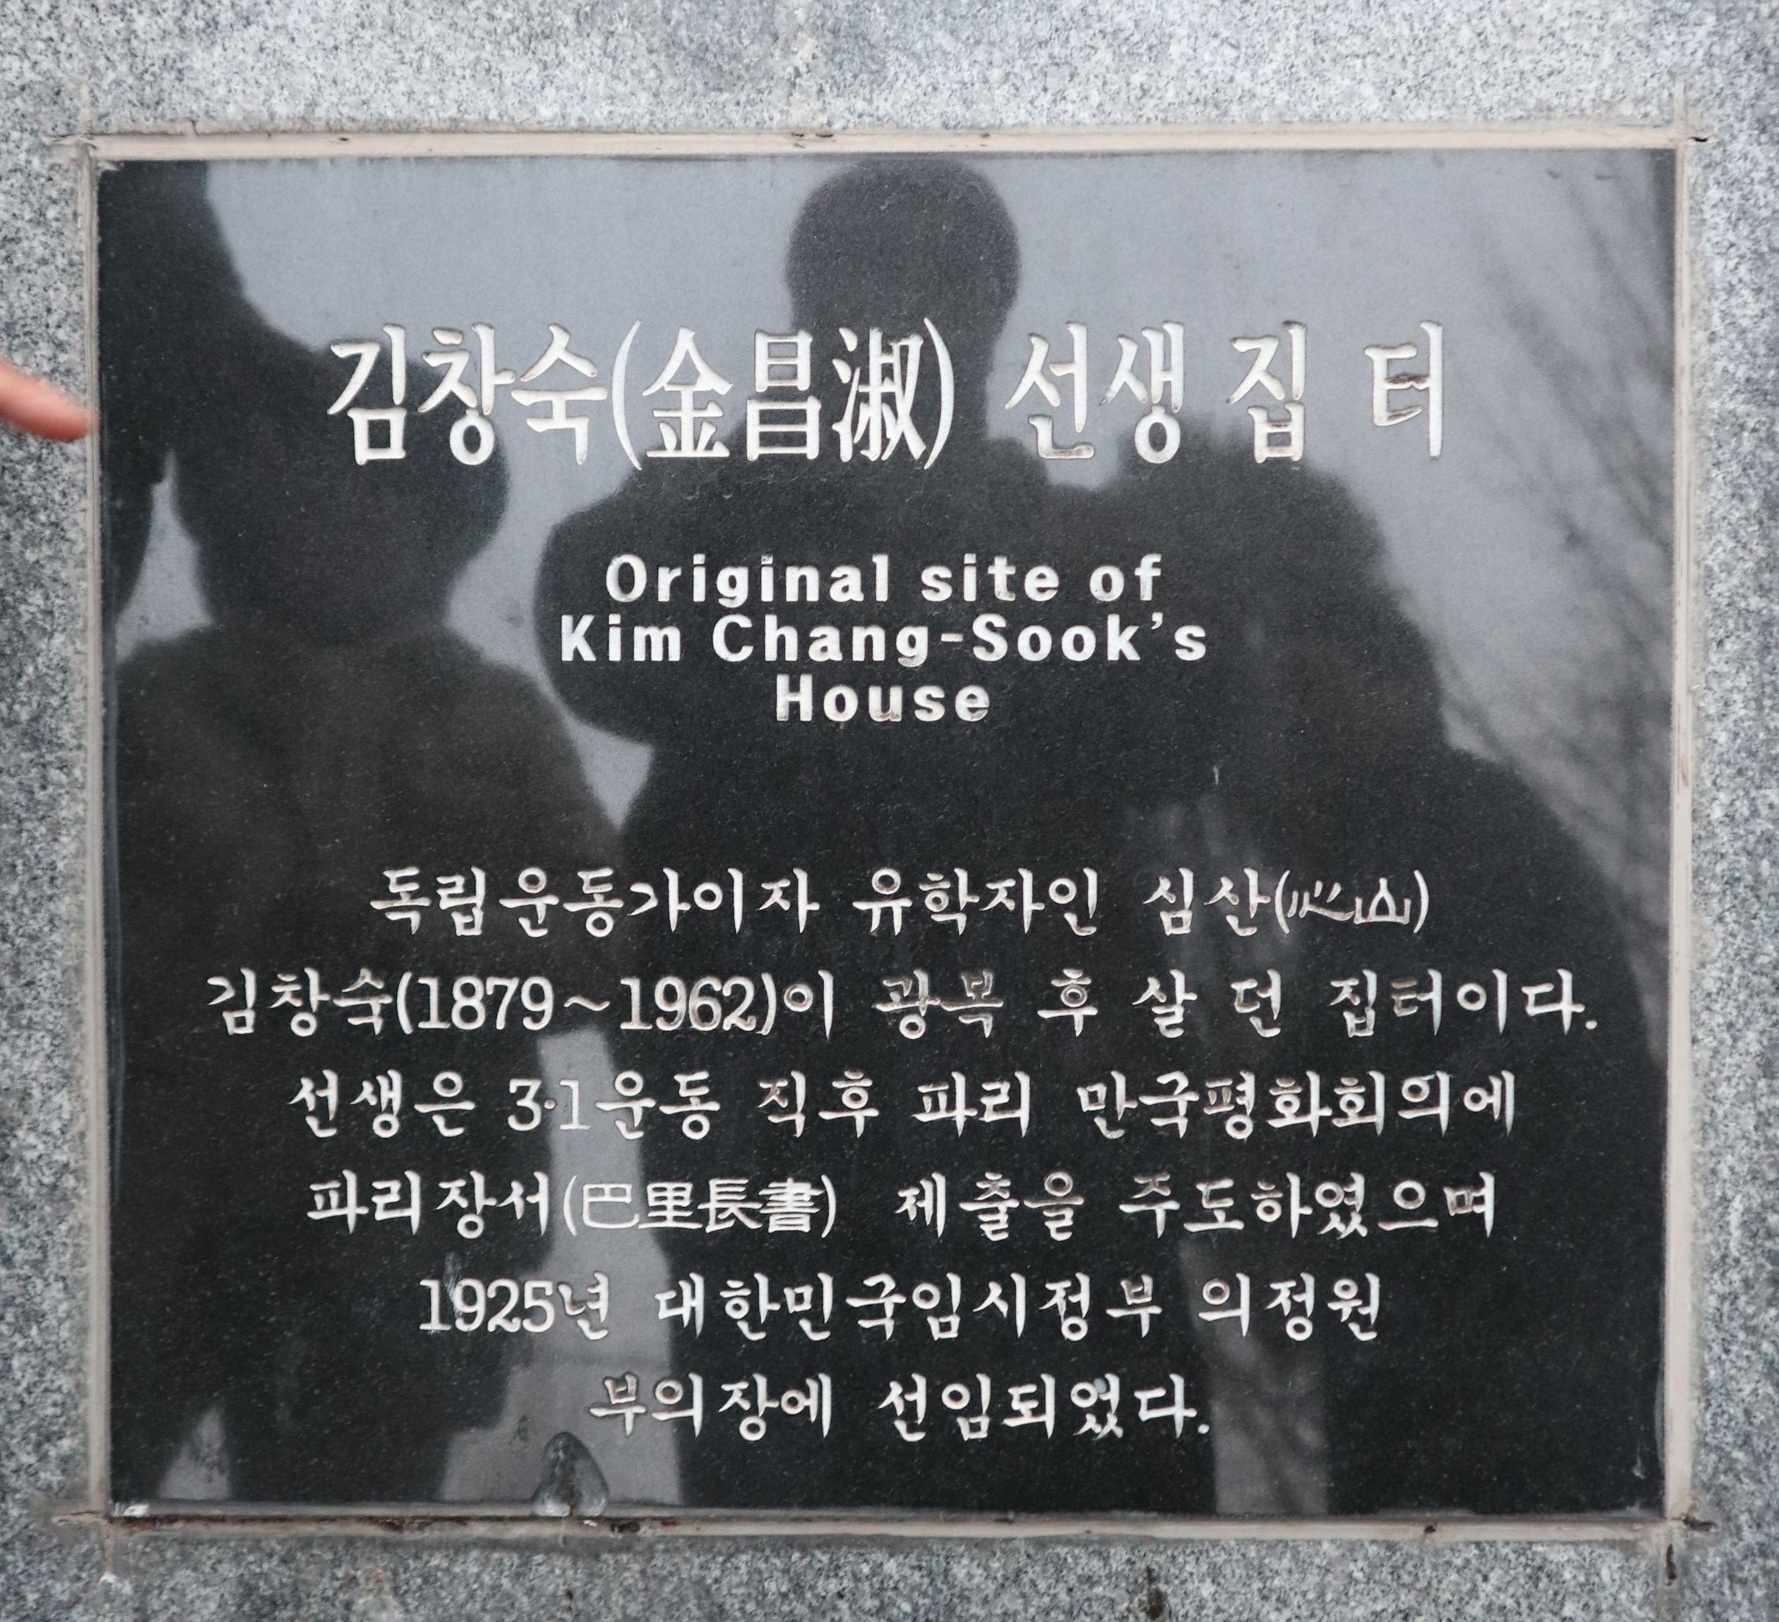 김창숙(金昌淑) 선생 집 터
Original site of
Kim Chang-Sook's
House
독립운동가이자 유학자인 심산(心山)
김창숙(1879~1962)이 광복 후 살 던 집터이다.
선생은 3·1운동 직후 파리 만국평화회의에
파리장서(巴里長書) 제출을 주도하였으며
1925년 대한민국임시정부 의정원
부의장에 선임되었다.